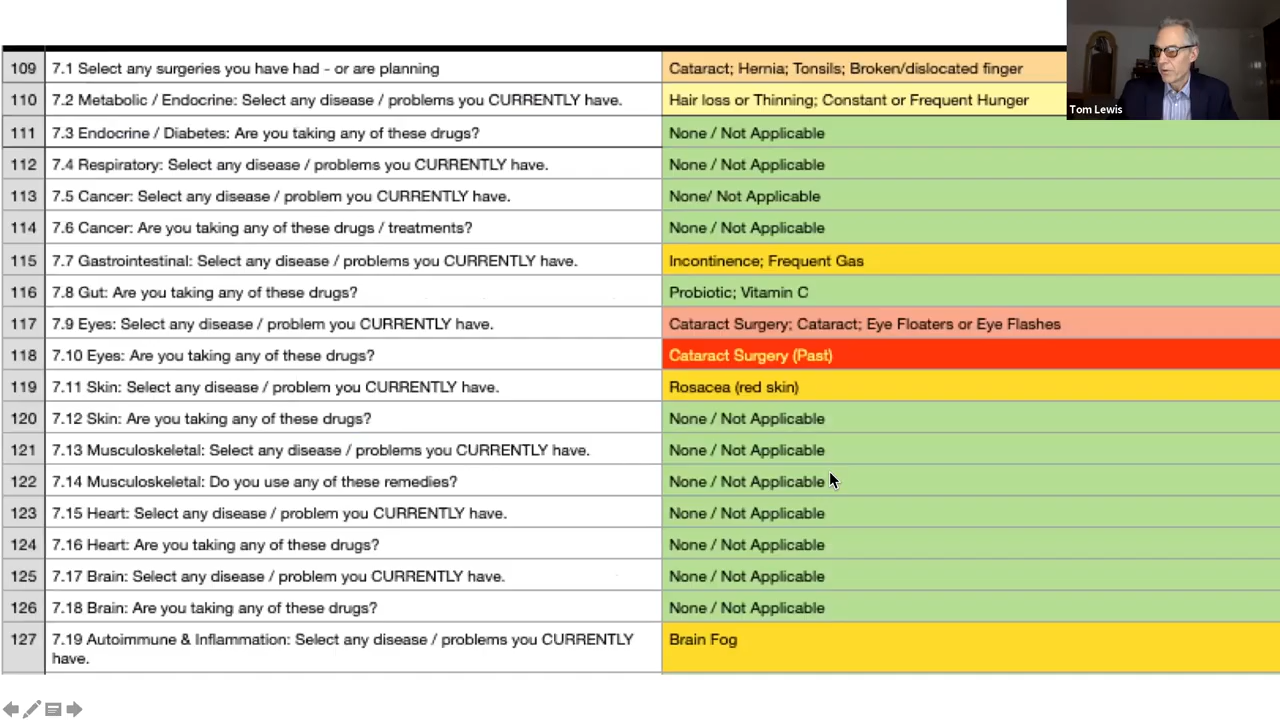 109 7.1 Select any surgeries you have had - or are planning Cataract; Hernia; Tonsils; Broken/dislocated finger
Tom Lewis
110 7.2 Metabolic / Endocrine: Select any disease / problems you CURRENTLY have. Hair loss or Thinning; Constant or Frequent Hunger
111 7.3 Endocrine / Diabetes: Are you taking any of these drugs? None / Not Applicable
112 7.4 Respiratory: Select any disease / problems you CURRENTLY have. None / Not Applicable
113 7.5 Cancer: Select any disease / problem you CURRENTLY have. None/ Not Applicable
114 7.6 Cancer: Are you taking any of these drugs / treatments? None / Not Applicable
115 7.7 Gastrointestinal: Select any disease / problems you CURRENTLY have. Incontinence; Frequent Gas
116 7.8 Gut: Are you taking any of these drugs? Probiotic; Vitamin C
117 7.9 Eyes: Select any disease / problem you CURRENTLY have. Cataract Surgery; Cataract; Eye Floaters or Eye Flashes
118 7.10 Eyes: Are you taking any of these drugs? Cataract Surgery (Past)
119 7.11 Skin: Select any disease / problem you CURRENTLY have. Rosacea (red skin)
120 7.12 Skin: Are you taking any of these drugs? None / Not Applicable
121 7.13 Musculoskeletal: Select any disease / problems you CURRENTLY have. None / Not Applicable
122 7.14 Musculoskeletal: Do you use any of these remedies? None / Not Applicable
123 7.15 Heart: Select any disease / problem you CURRENTLY have. None / Not Applicable
124 7.16 Heart: Are you taking any of these drugs? None / Not Applicable
125 7.17 Brain: Select any disease / problem you CURRENTLY have. None / Not Applicable
126 7.18 Brain: Are you taking any of these drugs? None / Not Applicable
127 7.19 Autoimmune & Inflammation: Select any disease / problems you CURRENTLY Brain Fog
have.